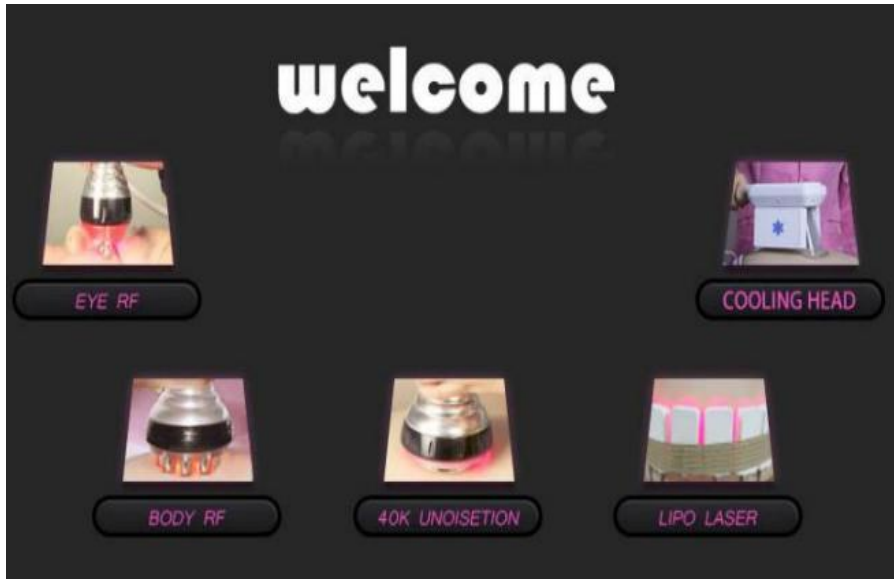 welcome
EYE RF
COOLING HEAD
BODY RF
40K UNOISETION
LIPO LASER